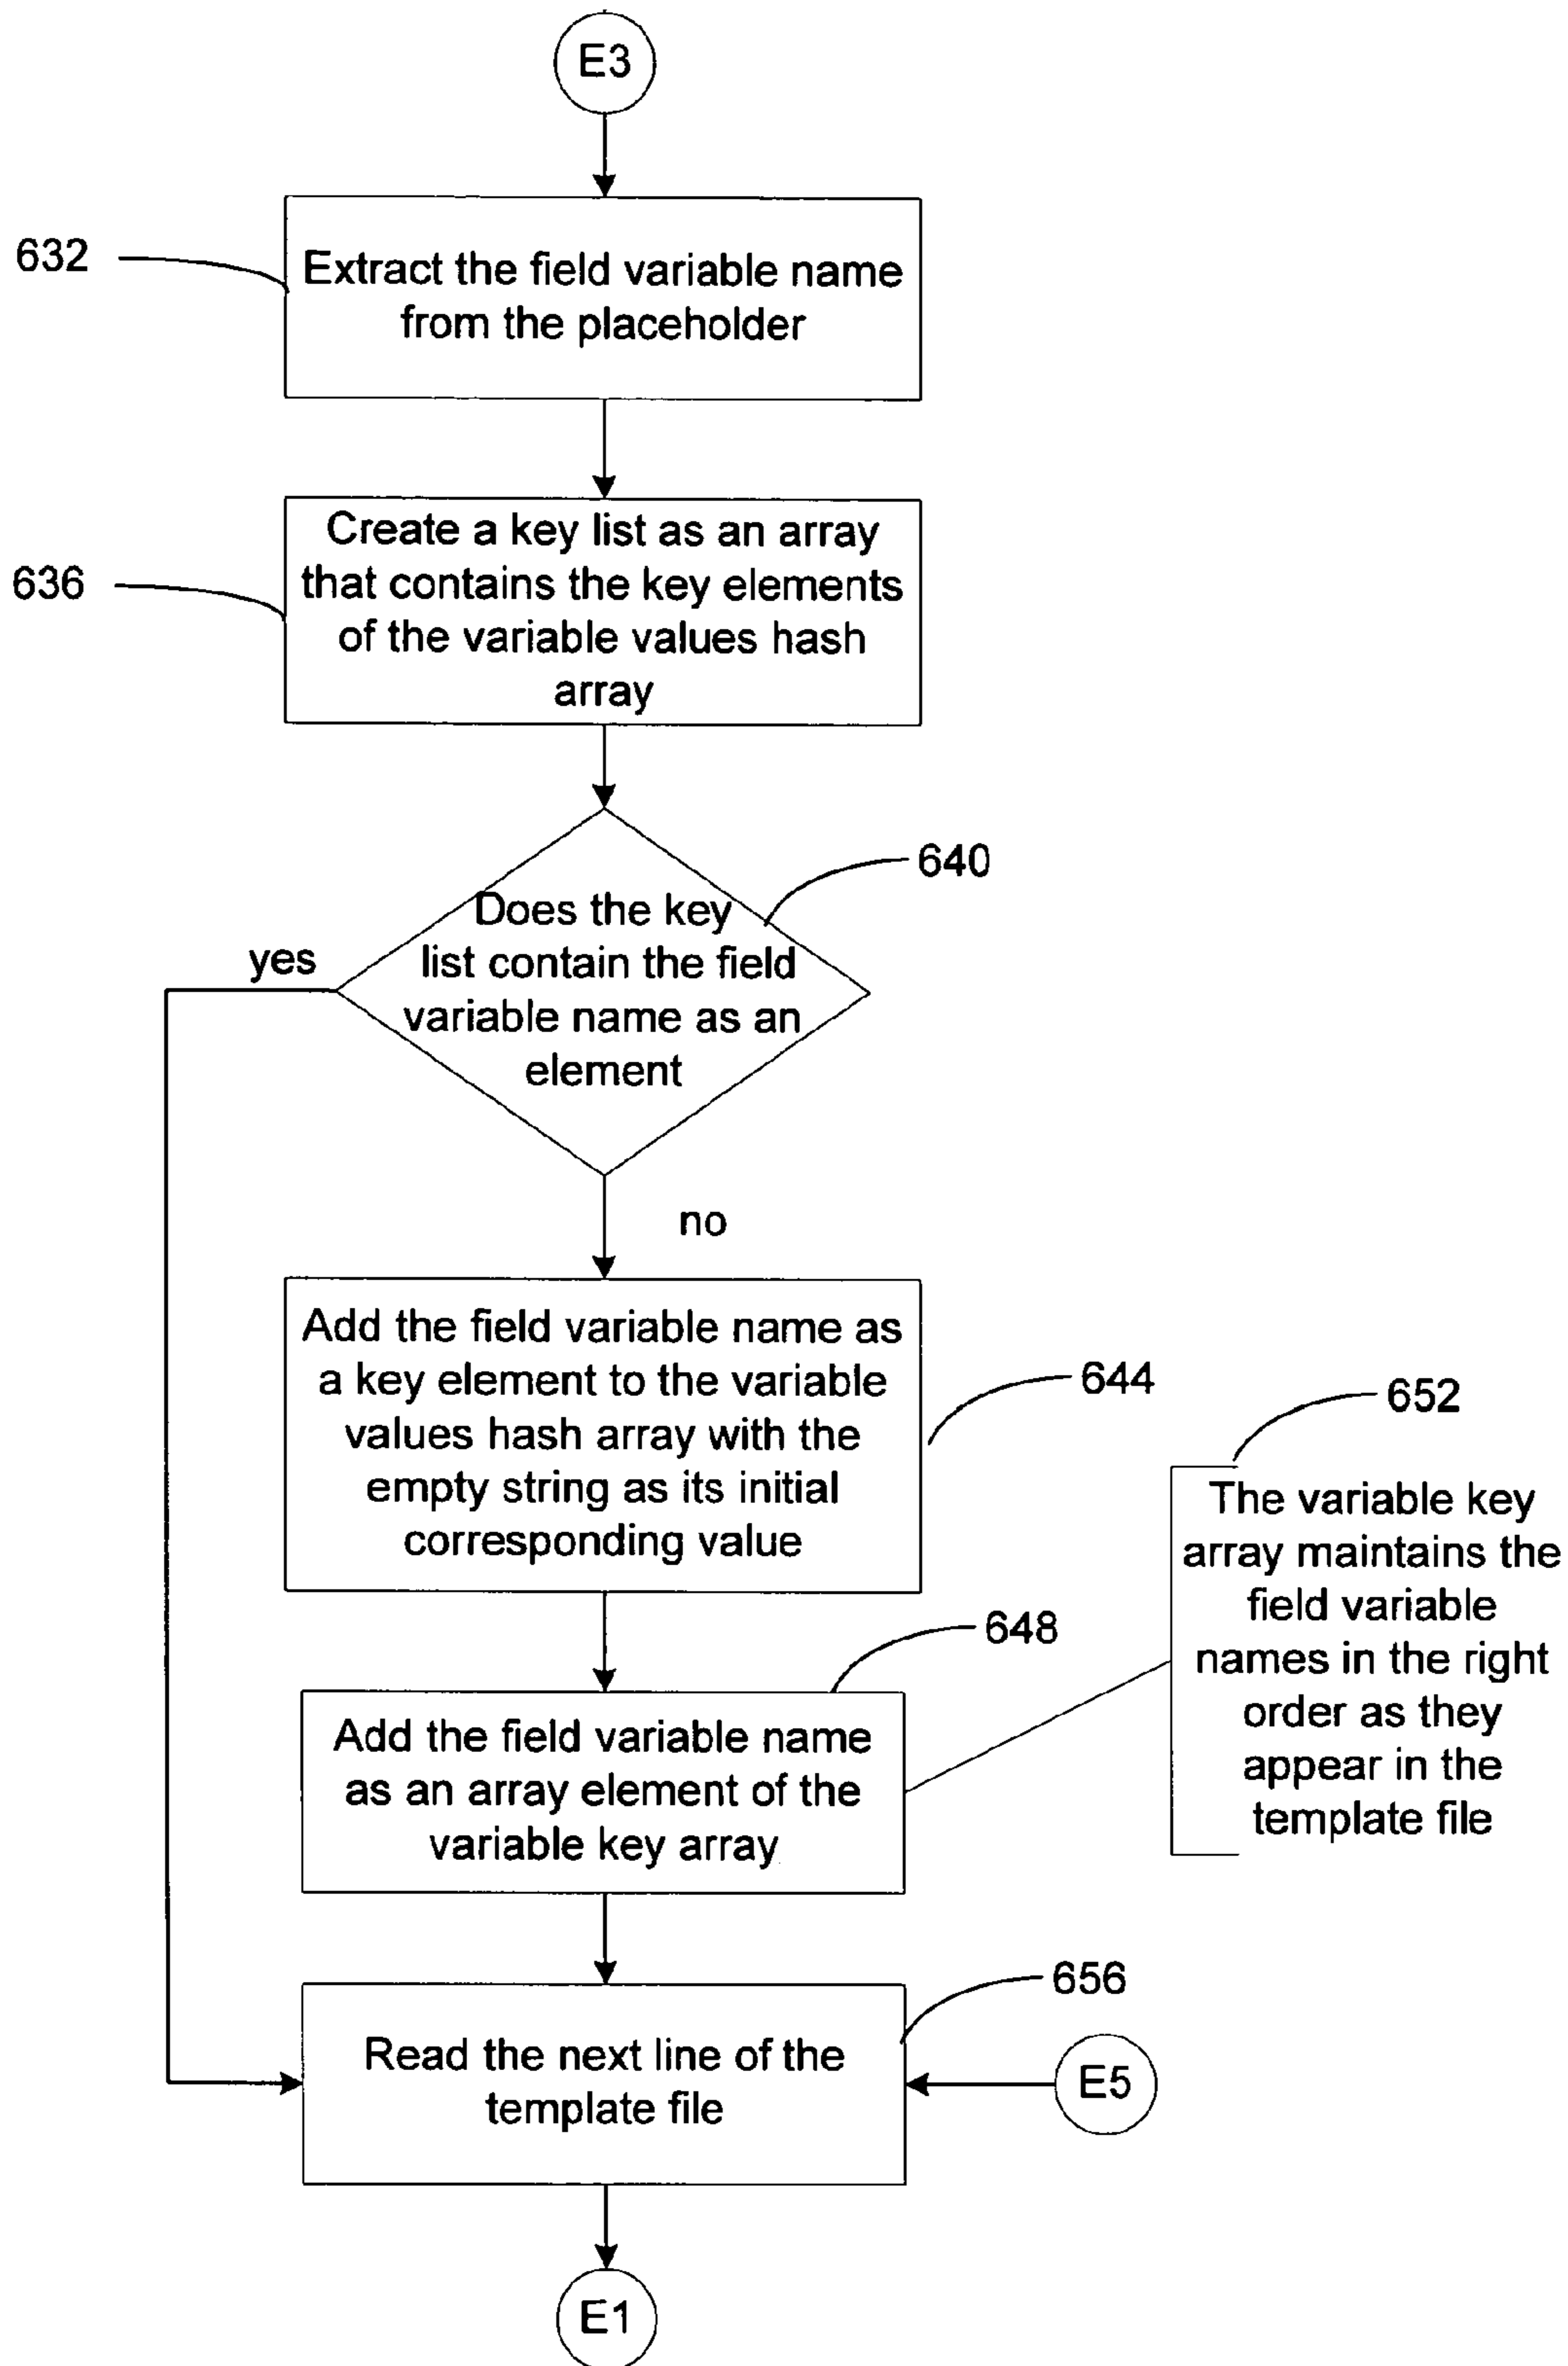 E3
632
Extract the field variable name
from the placeholder
636
Create a key list as an array
that contains the key elements
of the variable values hash
array
640
Does the key
list contain the field
variable name as an
element
yes
no
Add the field variable name as
a key element to the variable
values hash array with the
empty string as its initial
corresponding value
644
652
The variable key
array maintains the
field variable
names in the right
order as they
appear in the
template file
648
Add the field variable name
as an array element of the
variable key array
656
Read the next line of the
template file
E5
E1